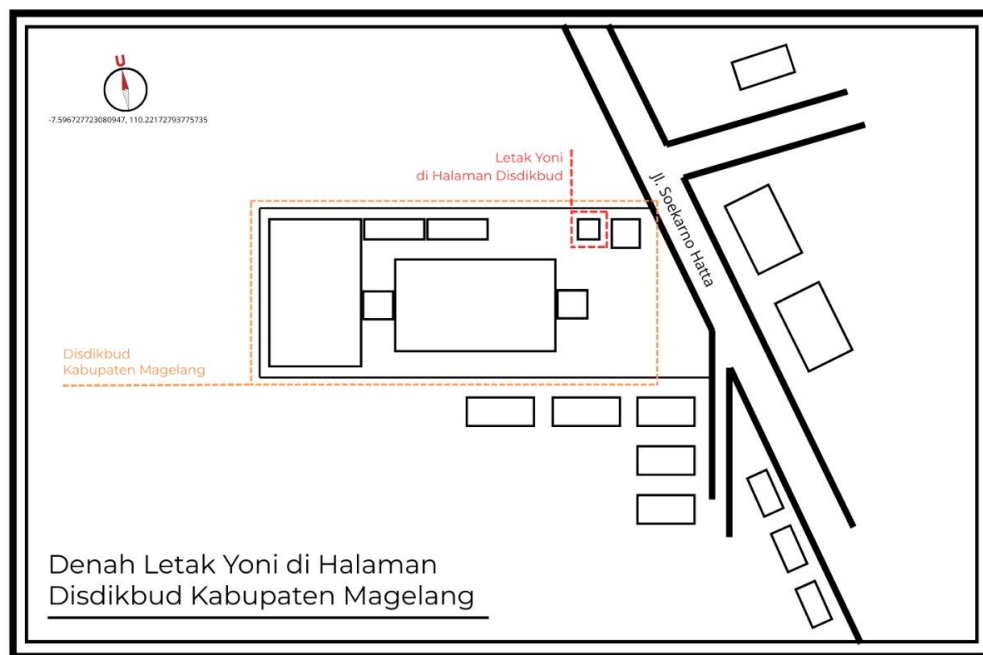 U
-7.596727723080947, 110.22172793775735
Letak Yoni
di Halaman Disdikbud
Jl. Soekarno Hatta
Disdikbud
Kabupaten Magelang
Denah Letak Yoni di Halaman
Disdikbud Kabupaten Magelang